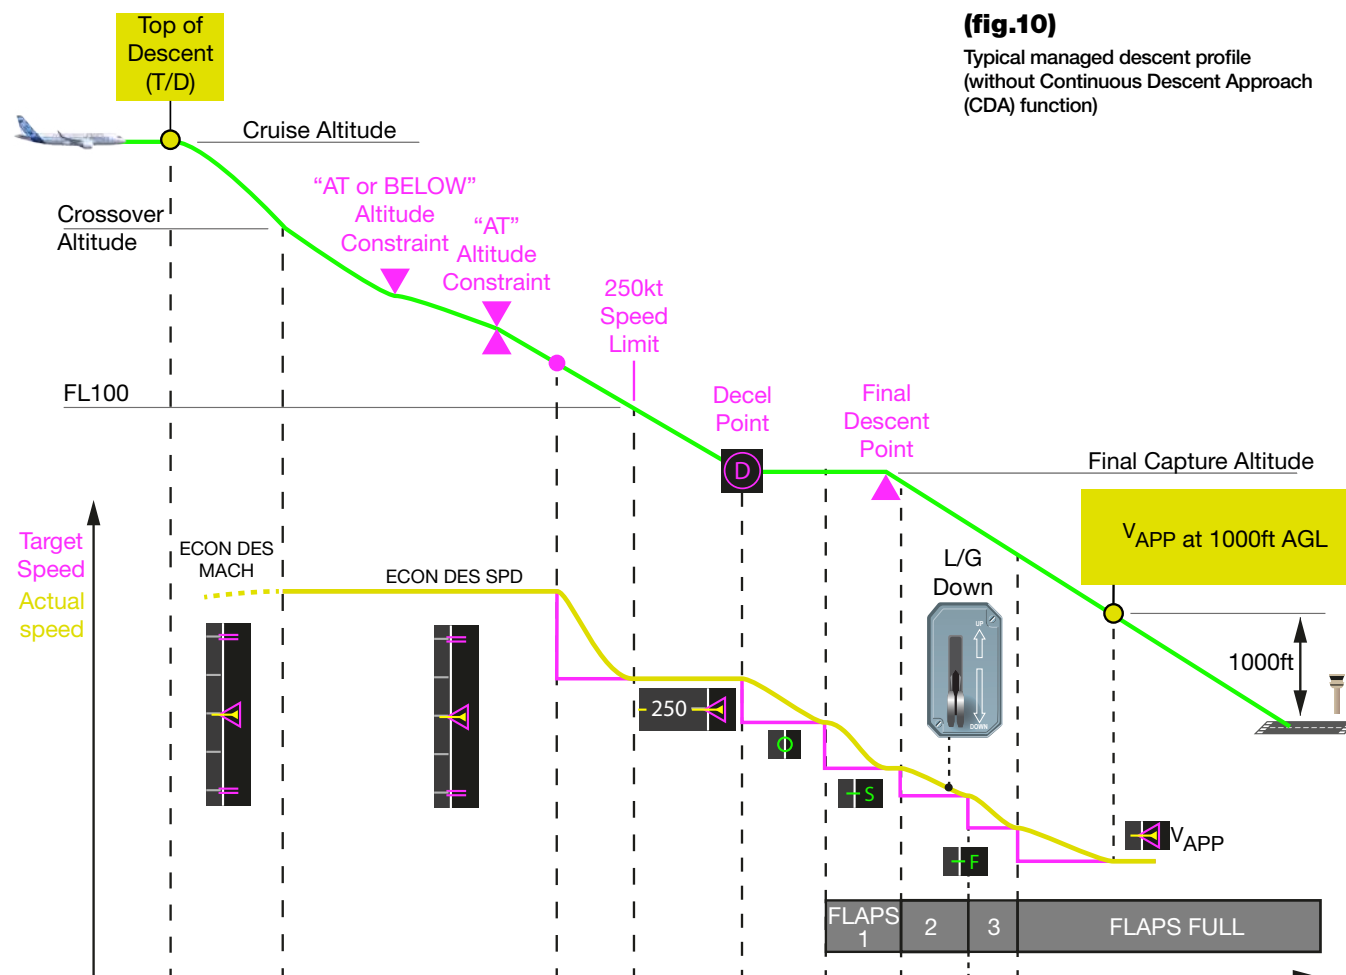 (fig.10)
Typical managed descent profile
(without Continuous Descent Approach
(CDA) function)
Top of
Descent
(T/D)
Cruise Altitude
Crossover
Altitude
“AT or BELOW”
Altitude
Constraint
“AT”
Altitude
Constraint
250kt
Speed
Limit
FL100
Decel
Point
D
Final
Descent
Point
Final Capture Altitude
VAPP at 1000ft AGL
Target
Speed
Actual
speed
ECON DES
MACH
ECON DES SPD
L/G
Down
UP
DOWN
1000ft
250
S
F
VAPP
FLAPS
1
2
3
FLAPS FULL